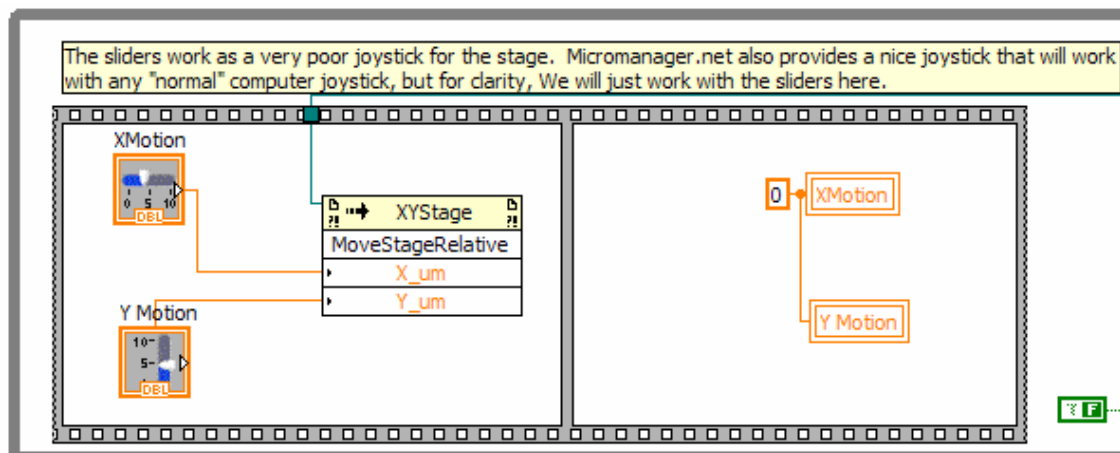 The sliders work as a very poor joystick for the stage.  Micromanager.net also provides a nice joystick that will work
with any "normal" computer joystick, but for clarity, We will just work with the sliders here.
XMotion
0 5 10
DBL
XYStage
MoveStageRelative
X_um
Y_um
Y Motion
10-
5-
DBL
0
XMotion
Y Motion
F